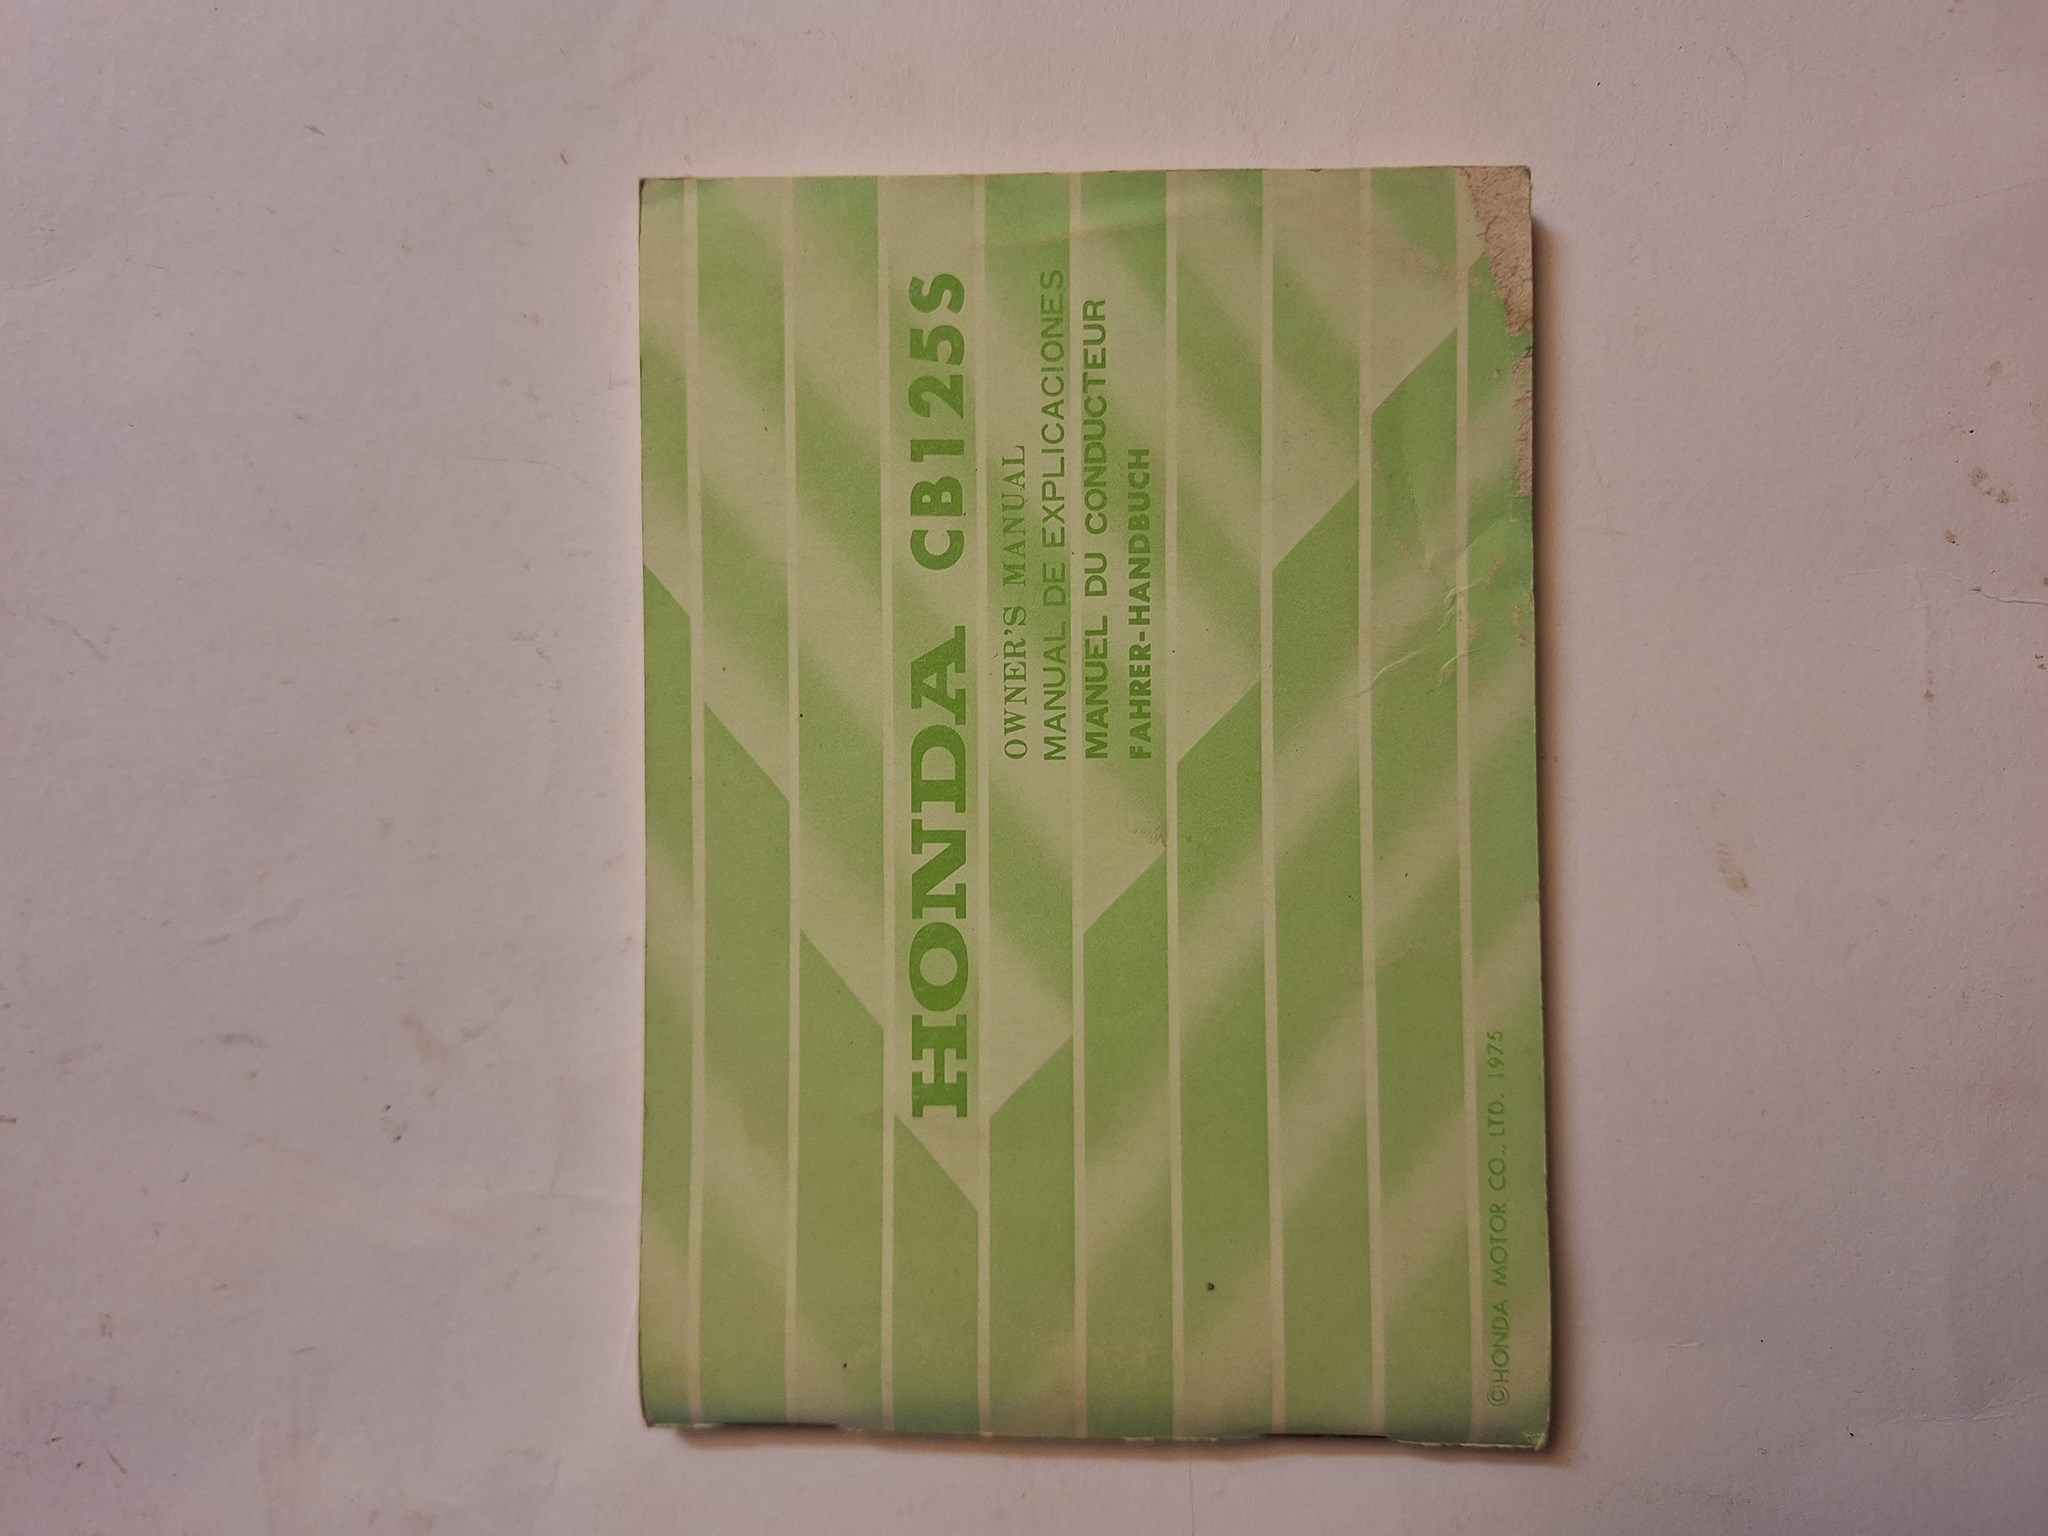 HONDA CB125S
OWNER'S MANUAL
MANUAL DE EXPLICACIONES
MANUEL DU CONDUCTEUR
FAHRER-HANDBUCH
©HONDA MOTOR CO., LTD. 1975